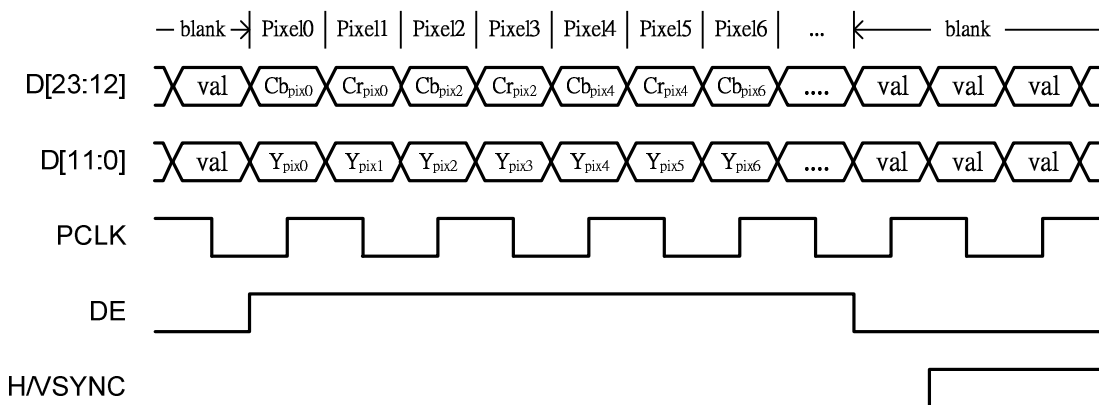 blank Pixel0 Pixel1 Pixel2 Pixel3 Pixel4 Pixel5 Pixel6 ... blank
D[23:12] val Cbpix0 Crpix0 Cbpix2 Crpix2 Cbpix4 Crpix4 Cbpix6 .... val val val
D[11:0] val Ypix0 Ypix1 Ypix2 Ypix3 Ypix4 Ypix5 Ypix6 .... val val val
PCLK
DE
H/VSYNC